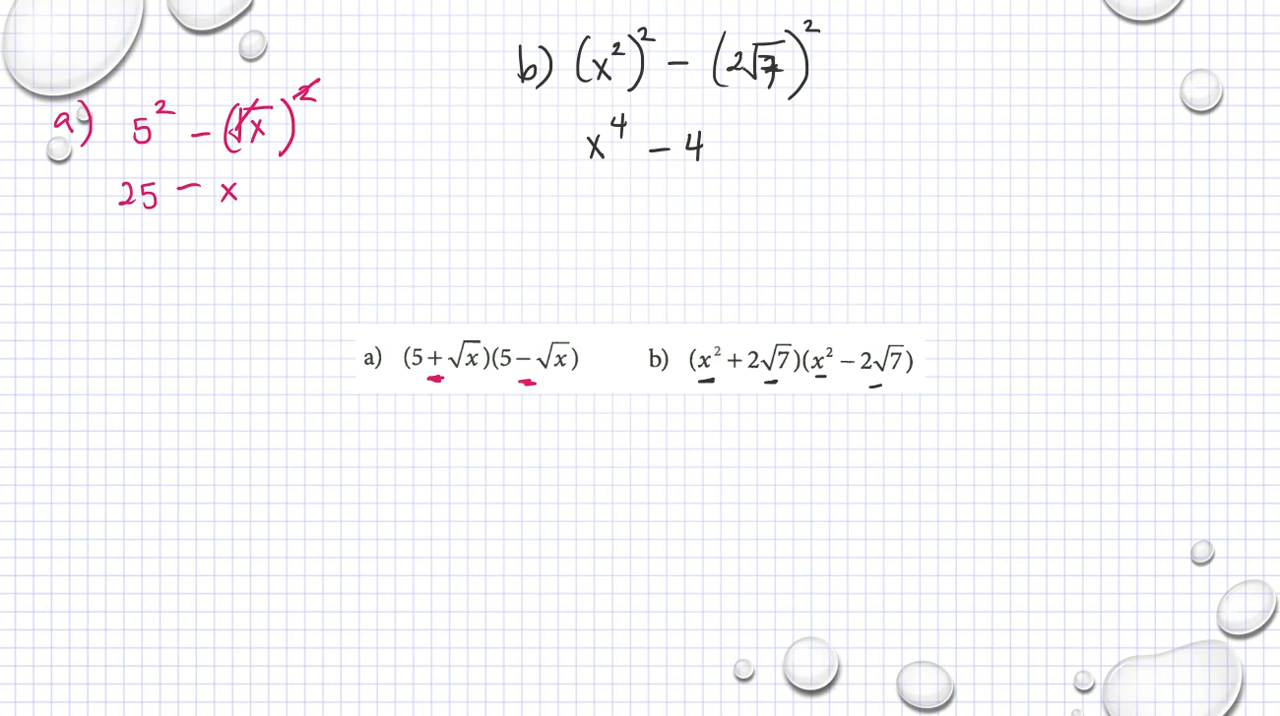 a) 5² − (√x)²
25 − x
b) (x²)² − (2√7)²
x⁴ − 4
a) (5 + √x)(5 − √x)
b) (x² + 2√7)(x² − 2√7)